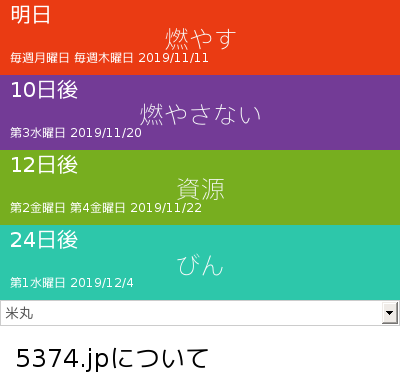 明日
燃やす
毎週月曜日 毎週木曜日 2019/11/11
10日後
燃やさない
第3水曜日 2019/11/20
12日後
資源
第2金曜日 第4金曜日 2019/11/22
24日後
びん
第1水曜日 2019/12/4
米丸
5374.jpについて